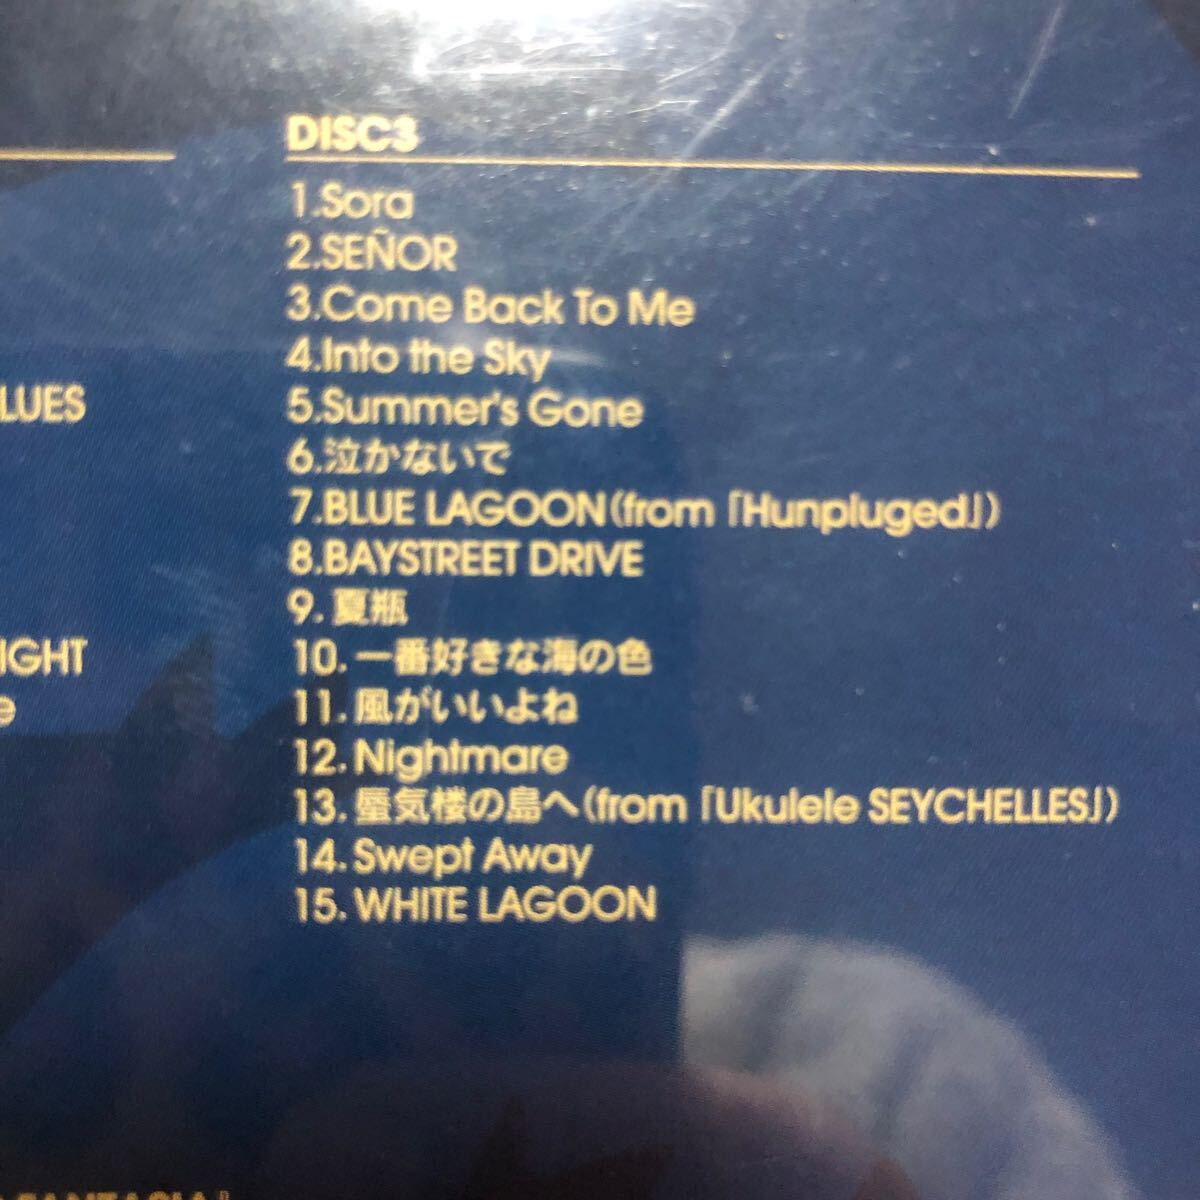 DISC3
1.Sora
2.SEÑOR
3.Come Back To Me
4.Into the Sky
LUES
5.Summer's Gone
6.泣かないで
7.BLUE LAGOON(from「Hunpluged」)
8.BAYSTREET DRIVE
9. 夏瓶
IGHT
10. 一番好きな海の色
e
11. 風がいいよね
12. Nightmare
13. 蜃気楼の島へ(from「Ukulele SEYCHELLES」)
14. Swept Away
15. WHITE LAGOON